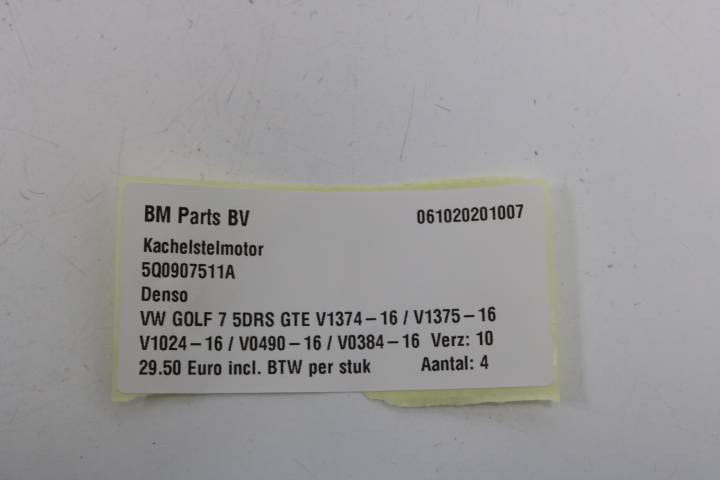 BM Parts BV 061020201007
Kachelstelmotor
5Q0907511A
Denso
VW GOLF 7 5DRS GTE V1374-16 / V1375-16
V1024-16 / V0490-16 / V0384-16 Verz: 10
29.50 Euro incl. BTW per stuk Aantal: 4